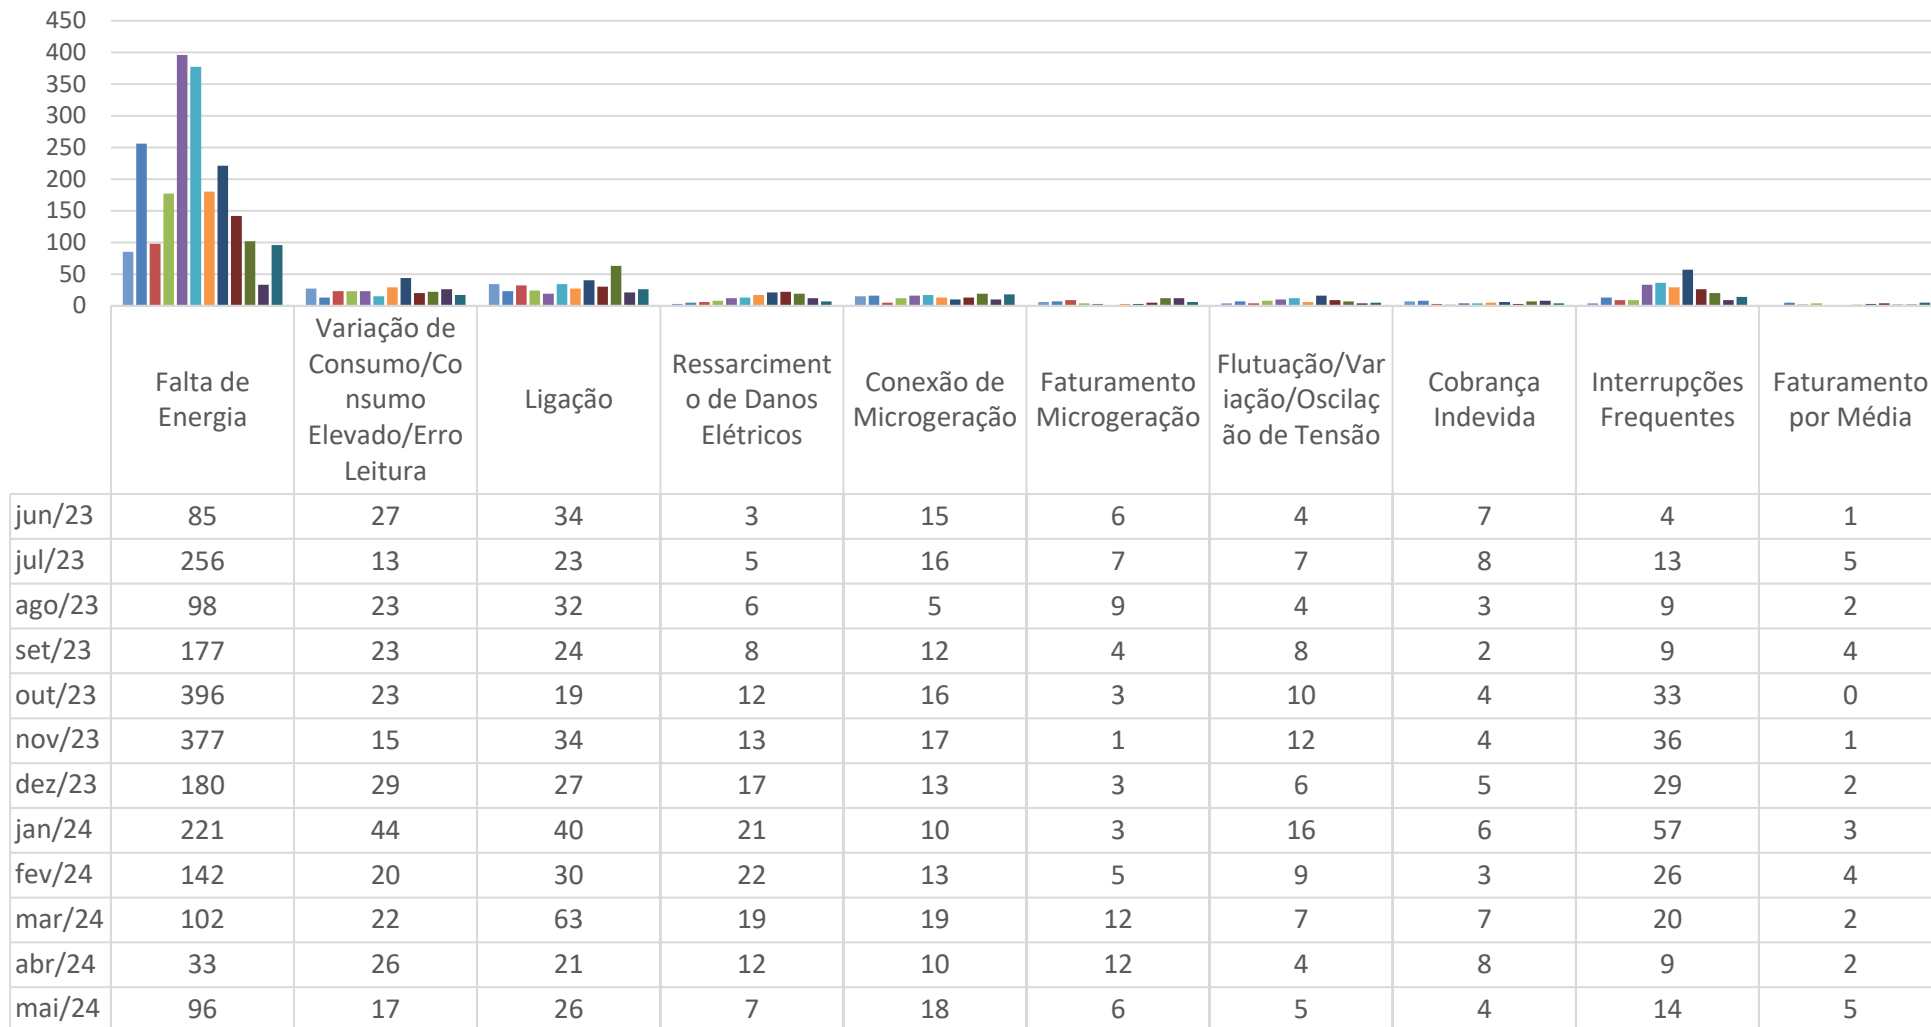 450
400
350
300
250
200
150
100
50
0
Falta de
Energia
Variação de
Consumo/Co
nsumo
Elevado/Erro
Leitura
Ligação
Ressarciment
o de Danos
Elétricos
Conexão de
Microgeração
Faturamento
Microgeração
Flutuação/Var
iação/Oscilaç
ão de Tensão
Cobrança
Indevida
Interrupções
Frequentes
Faturamento
por Média
jun/23 85 27 34 3 15 6 4 7 4 1
jul/23 256 13 23 5 16 7 7 8 13 5
ago/23 98 23 32 6 5 9 4 3 9 2
set/23 177 23 24 8 12 4 8 2 9 4
out/23 396 23 19 12 16 3 10 4 33 0
nov/23 377 15 34 13 17 1 12 4 36 1
dez/23 180 29 27 17 13 3 6 5 29 2
jan/24 221 44 40 21 10 3 16 6 57 3
fev/24 142 20 30 22 13 5 9 3 26 4
mar/24 102 22 63 19 19 12 7 7 20 2
abr/24 33 26 21 12 10 12 4 8 9 2
mai/24 96 17 26 7 18 6 5 4 14 5